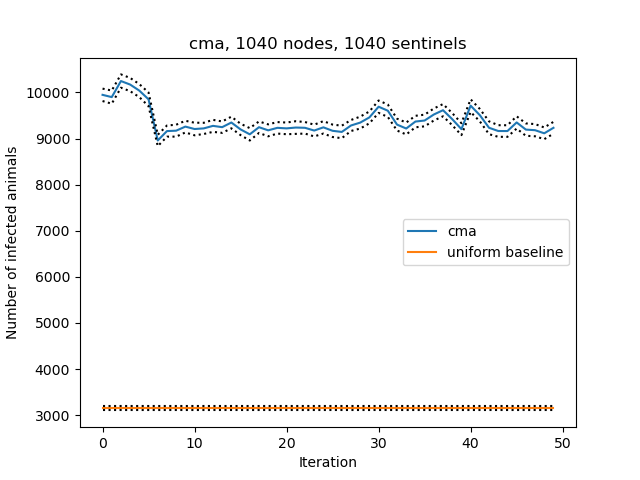 cma, 1040 nodes, 1040 sentinels
Number of infected animals
10000
9000
8000
7000
6000
5000
4000
3000
cma
uniform baseline
0 10 20 30 40 50
Iteration